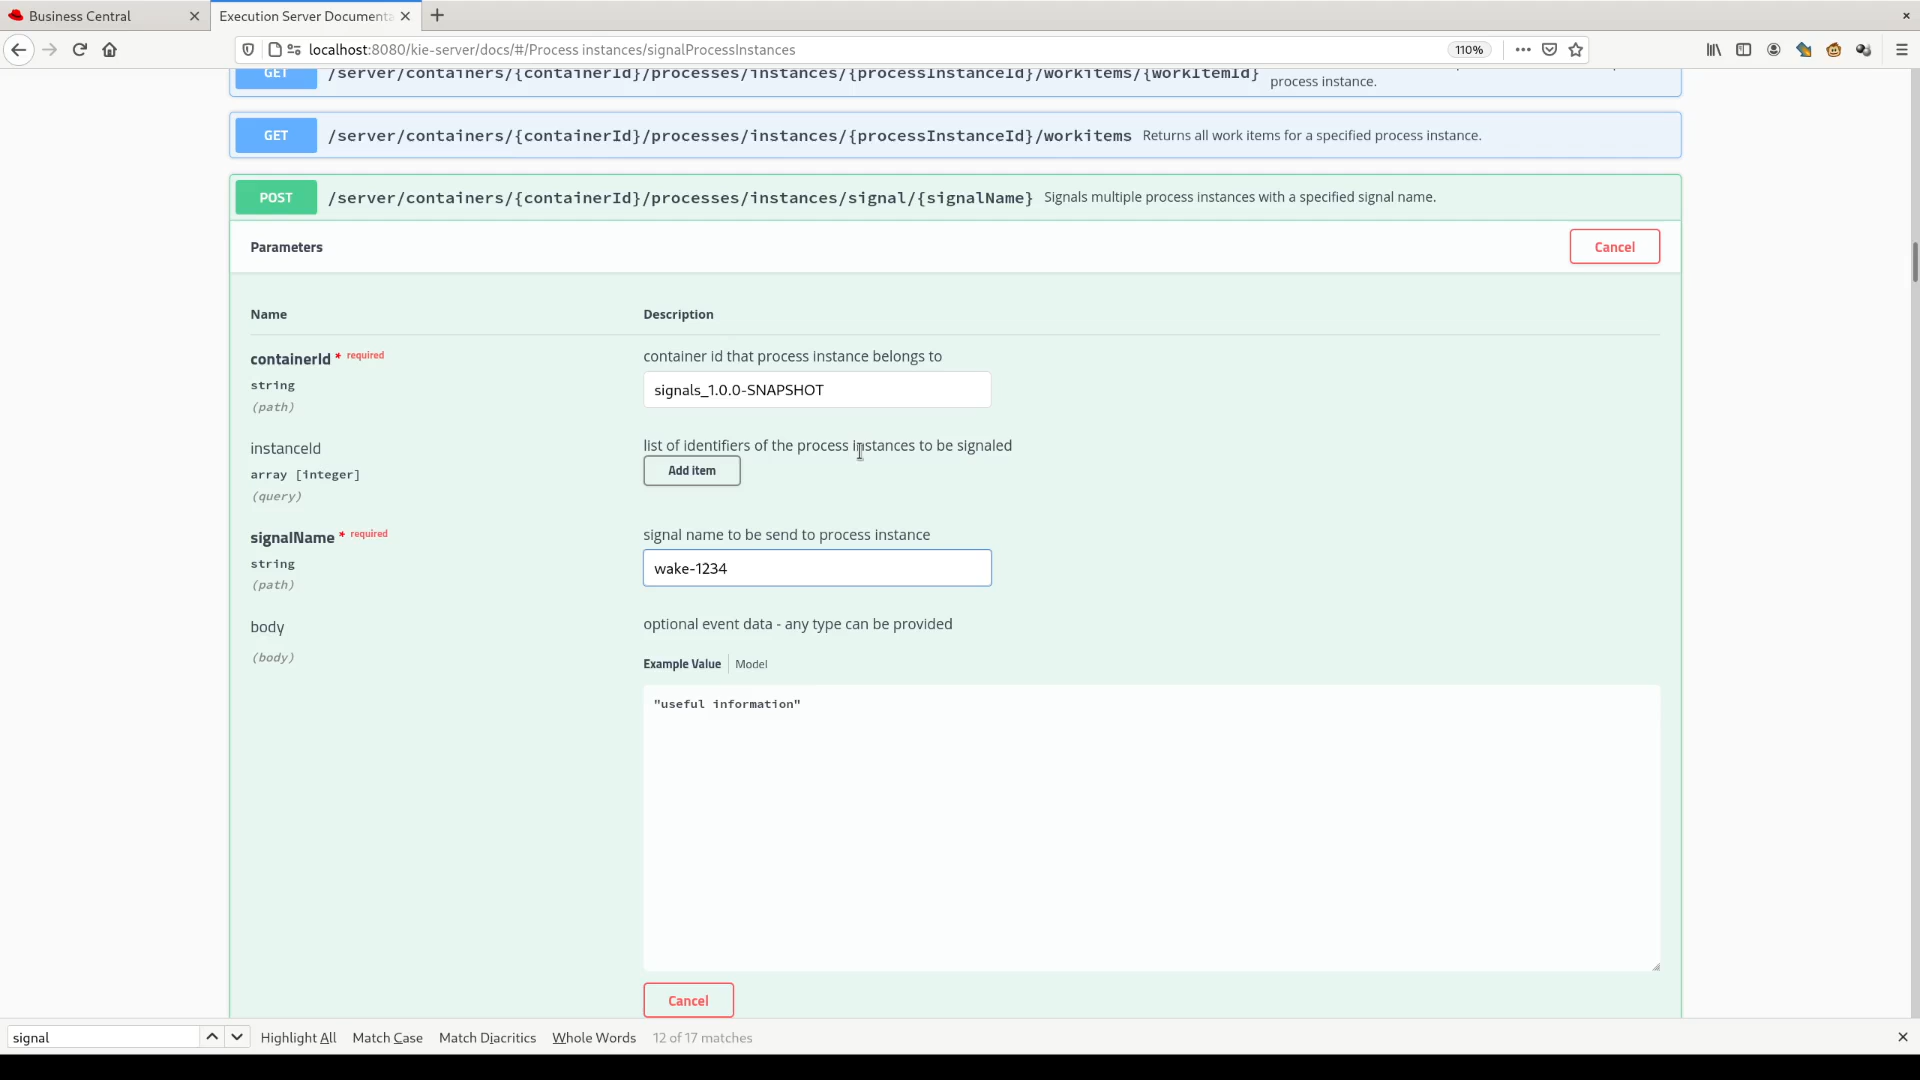 Business Central
Execution Server Documenta
localhost:8080/kie-server/docs/#/Process instances/signalProcessInstances
110%
GET /server/containers/{containerId}/processes/instances/{processInstanceId}/workitems/{workItemId}
process instance.
GET /server/containers/{containerId}/processes/instances/{processInstanceId}/workitems Returns all work items for a specified process instance.
POST /server/containers/{containerId}/processes/instances/signal/{signalName} Signals multiple process instances with a specified signal name.
Parameters
Cancel
Name
Description
containerId * required
string
(path)
container id that process instance belongs to
signals_1.0.0-SNAPSHOT
instanceId
array [integer]
(query)
list of identifiers of the process instances to be signaled
Add item
signalName * required
string
(path)
signal name to be send to process instance
wake-1234
body
(body)
optional event data - any type can be provided
Example Value
Model
"useful information"
Cancel
signal
Highlight All
Match Case
Match Diacritics
Whole Words
12 of 17 matches